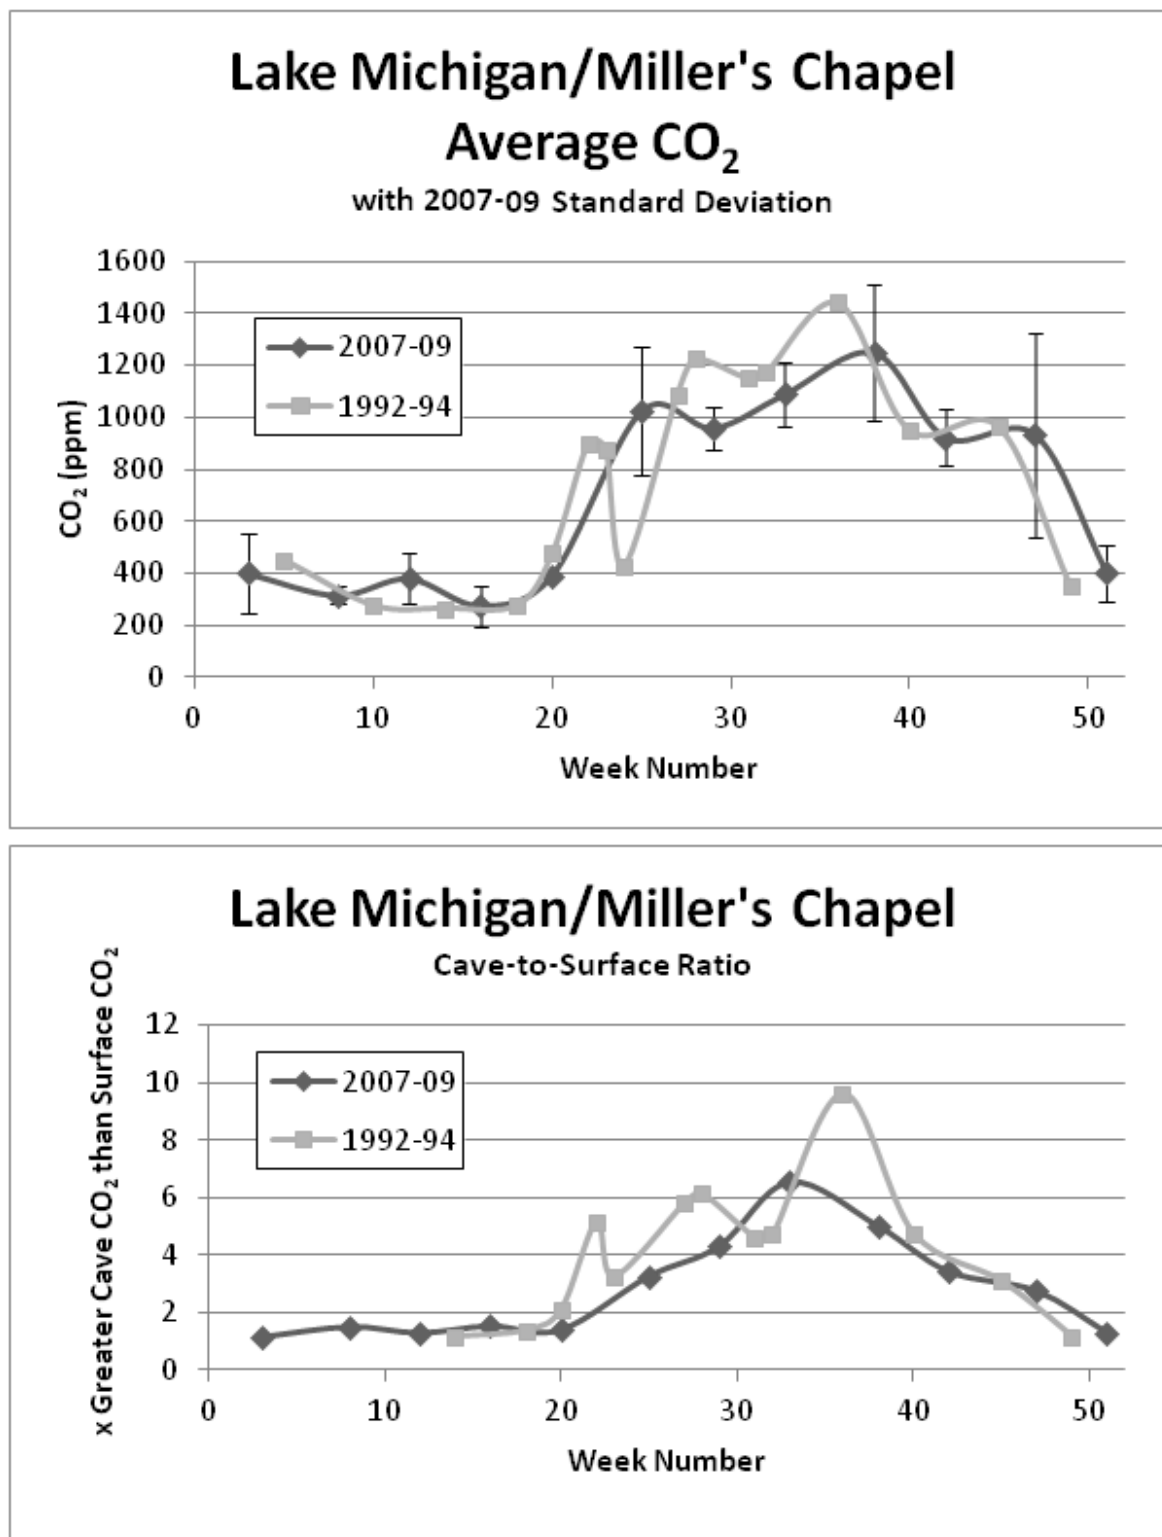 Lake Michigan/Miller's Chapel
Average CO₂
with 2007-09 Standard Deviation
1600
1400
1200
1000
800
600
400
200
0
CO₂ (ppm)
2007-09
1992-94
0 10 20 30 40 50
Week Number
Lake Michigan/Miller's Chapel
Cave-to-Surface Ratio
x Greater Cave CO₂ than Surface CO₂
12
10
8
6
4
2
0
2007-09
1992-94
0 10 20 30 40 50
Week Number